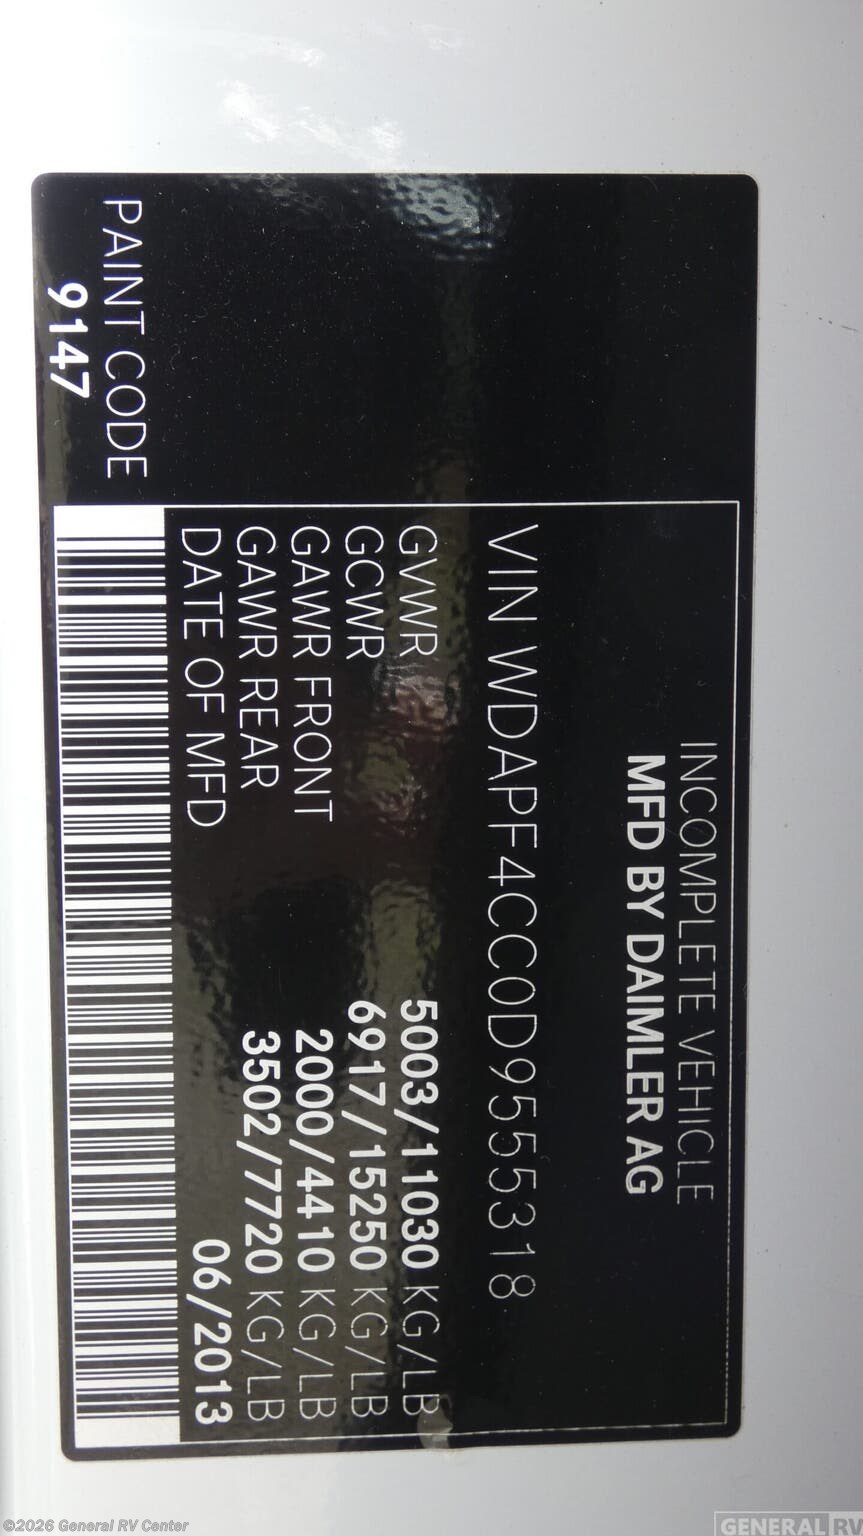 INCOMPLETE VEHICLE
MFD BY DAIMLER AG
VIN WDAPF4CC0D9555318
GVWR 5003/11030 KG/LB
GCWR 6917/15250 KG/LB
GAWR FRONT 2000/4410 KG/LB
GAWR REAR 3502/7720 KG/LB
DATE OF MFD 06/2013
PAINT CODE
9147
©2026 General RV Center
GENERAL RV